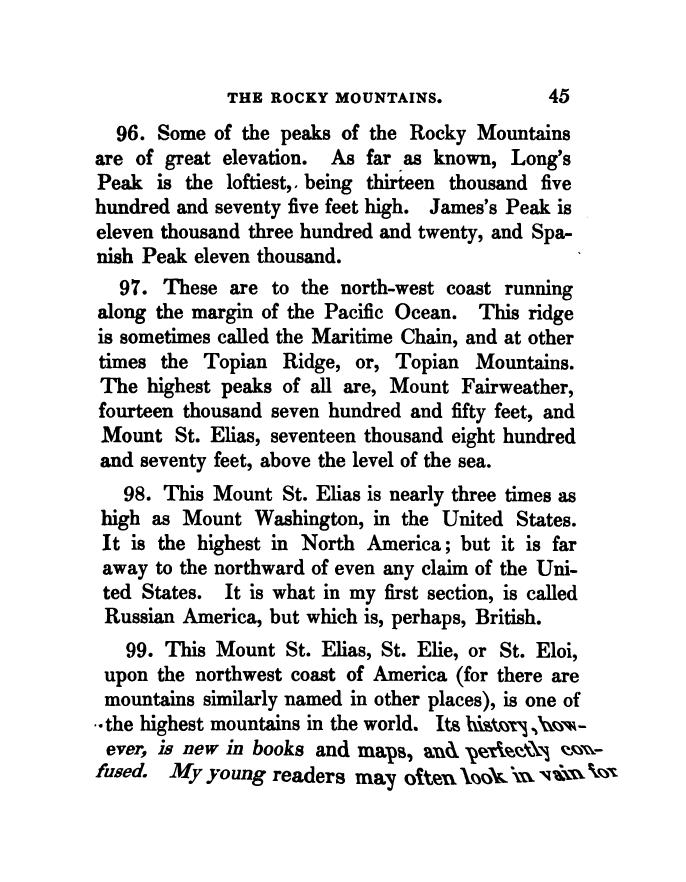 THE ROCKY MOUNTAINS. 45
96. Some of the peaks of the Rocky Mountains
are of great elevation. As far as known, Long's
Peak is the loftiest, being thirteen thousand five
hundred and seventy five feet high. James's Peak is
eleven thousand three hundred and twenty, and Spa-
nish Peak eleven thousand.
97. These are to the north-west coast running
along the margin of the Pacific Ocean. This ridge
is sometimes called the Maritime Chain, and at other
times the Topian Ridge, or, Topian Mountains.
The highest peaks of all are, Mount Fairweather,
fourteen thousand seven hundred and fifty feet, and
Mount St. Elias, seventeen thousand eight hundred
and seventy feet, above the level of the sea.
98. This Mount St. Elias is nearly three times as
high as Mount Washington, in the United States.
It is the highest in North America; but it is far
away to the northward of even any claim of the Uni-
ted States. It is what in my first section, is called
Russian America, but which is, perhaps, British.
99. This Mount St. Elias, St. Elie, or St. Eloi,
upon the northwest coast of America (for there are
mountains similarly named in other places), is one of
the highest mountains in the world. Its history, how-
ever, is new in books and maps, and perfectly con-
fused. My young readers may often look in vain for